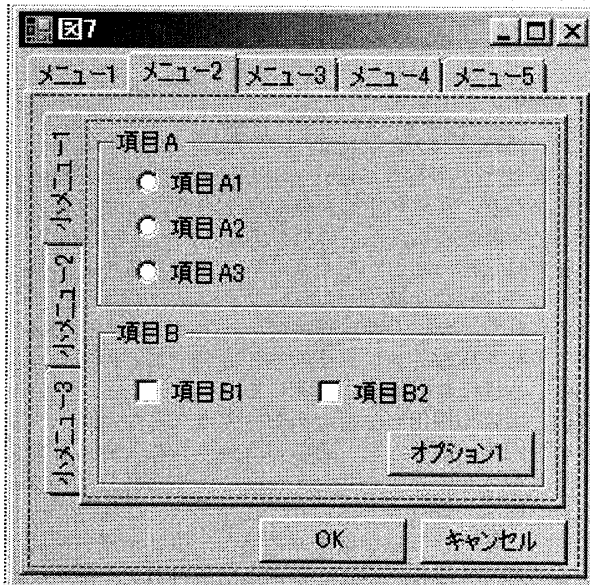 図7
メニュー1 メニュー2 メニュー3 メニュー4 メニュー5
小メニュー1
小メニュー2
小メニュー3
項目A
項目A1
項目A2
項目A3
項目B
項目B1 項目B2
オプション1
OK キャンセル